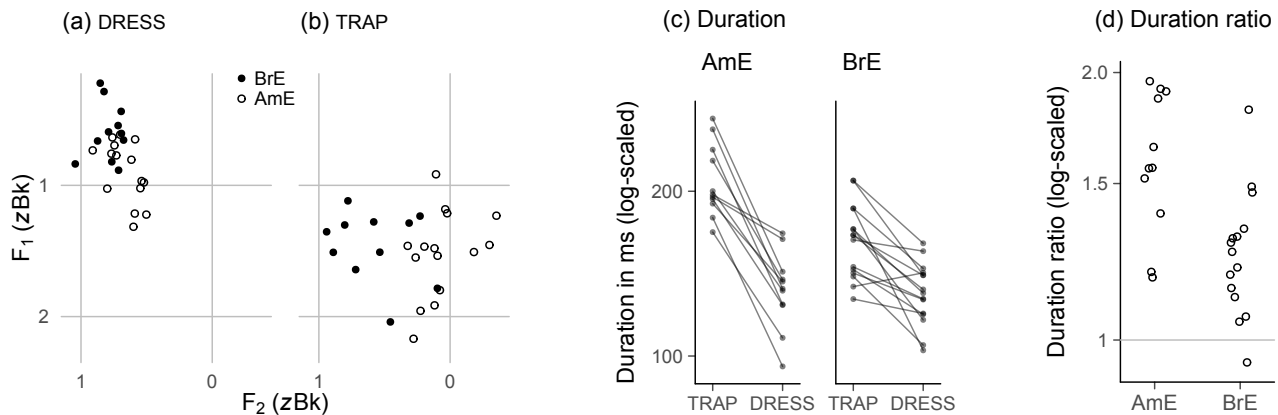 (a) DRESS
(b) TRAP
BrE
AmE
F1 (zBk)
1
2
1
0
1
0
F2 (zBk)
(c) Duration
AmE
BrE
Duration in ms (log-scaled)
200
100
TRAP DRESS
TRAP DRESS
(d) Duration ratio
Duration ratio (log-scaled)
2.0
1.5
1
AmE
BrE